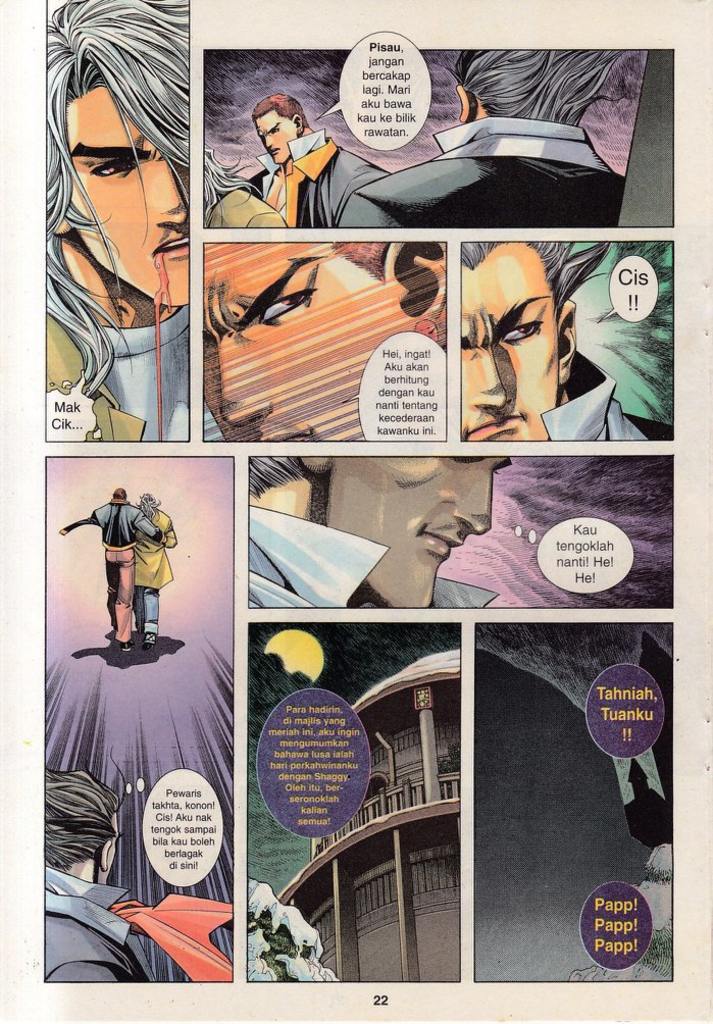 Mak
Cik...
Pisau,
jangan
bercakap
lagi. Mari
aku bawa
kau ke bilik
rawatan.
Hei, ingat!
Aku akan
berhitung
dengan kau
nanti tentang
kecederaan
kawanku ini.
Cis
!!
Pewaris
takhta, konon!
Cis! Aku nak
tengok sampai
bila kau boleh
berlagak
di sini!
Kau
tengoklah
nanti! He!
He!
Para hadirin,
di majlis yang
meriah ini, aku ingin
mengumumkan
bahawa lusa ialah
hari perkahwinanku
dengan Shaggy.
Oleh itu, ber-
seronoklah
kalian
semua!
Tahniah,
Tuanku
!!
Papp!
Papp!
Papp!
22